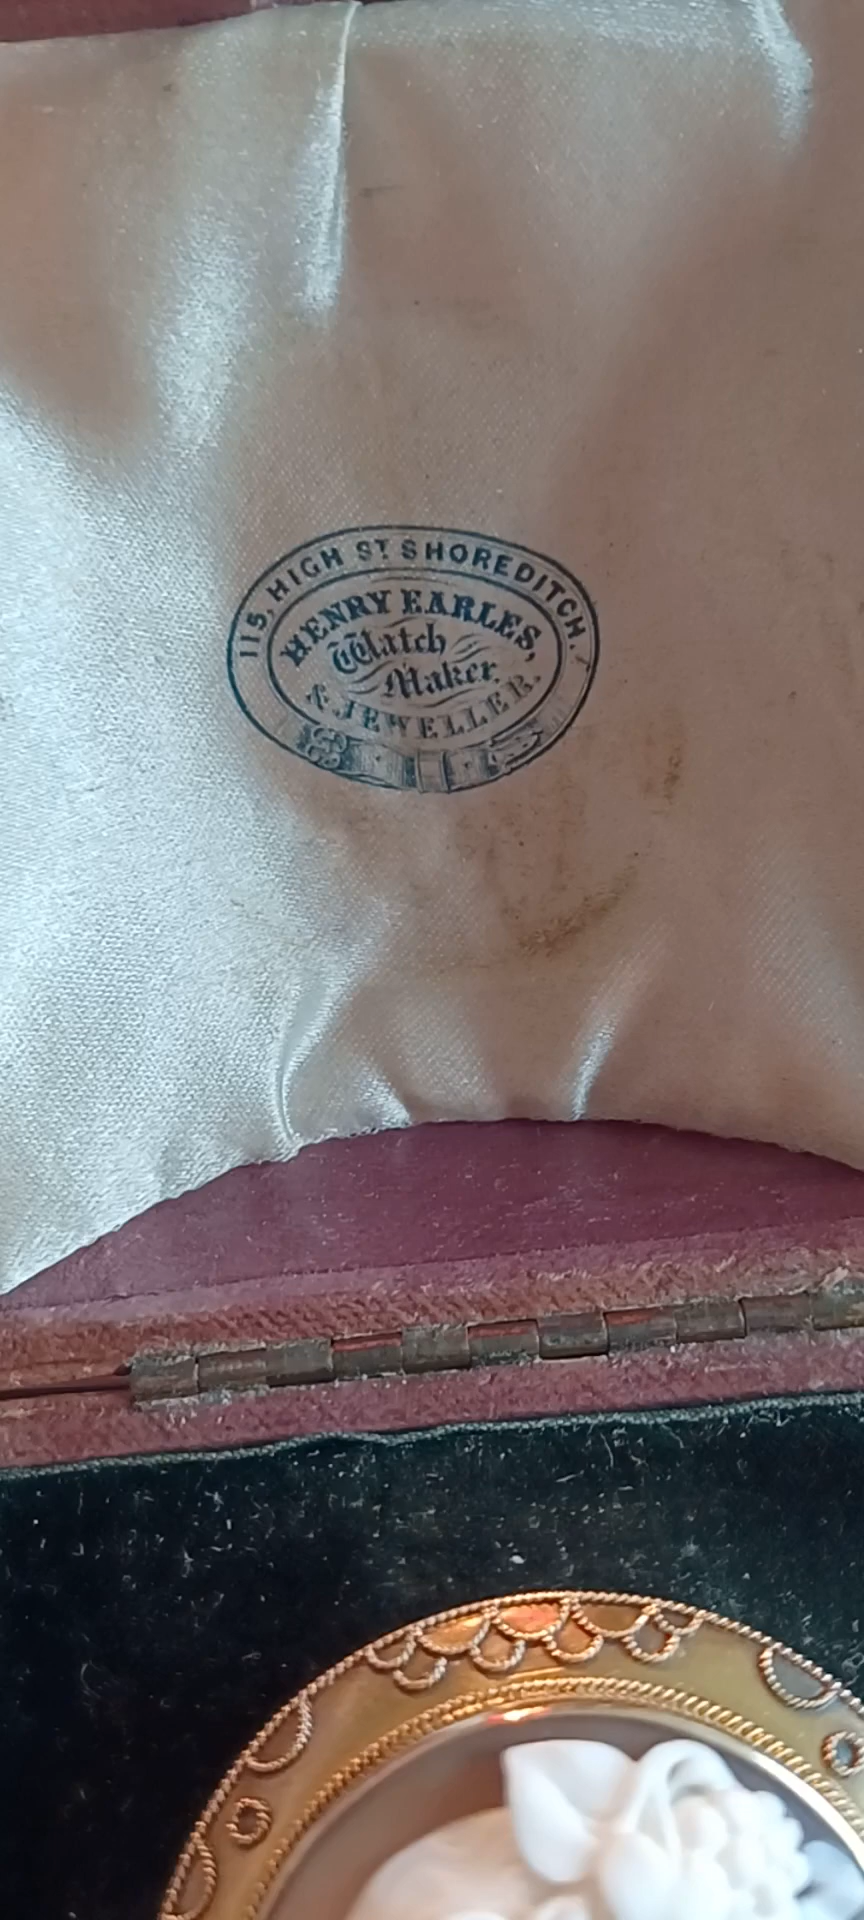 115, HIGH ST SHOREDITCH.
HENRY EARLES,
Watch
Maker
& JEWELLER.